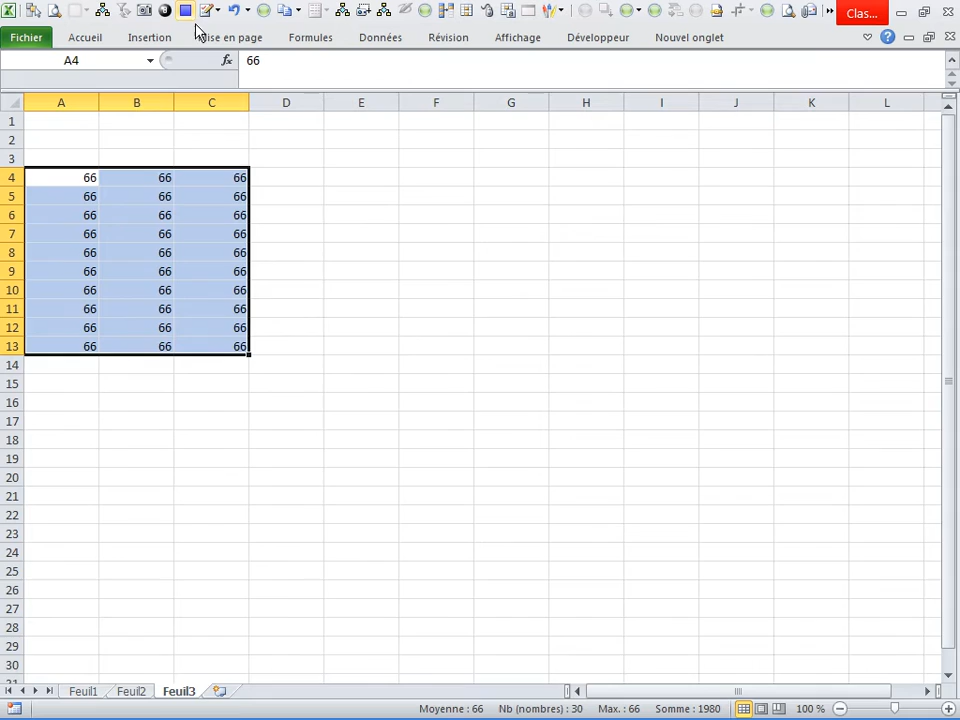 Clas...
Fichier Accueil Insertion Mise en page Formules Données Révision Affichage Développeur Nouvel onglet
A4 fx 66
A B C D E F G H I J K L
1
2
3
4 66 66 66
5 66 66 66
6 66 66 66
7 66 66 66
8 66 66 66
9 66 66 66
10 66 66 66
11 66 66 66
12 66 66 66
13 66 66 66
14
15
16
17
18
19
20
21
22
23
24
25
26
27
28
29
30
Feuil1 Feuil2 Feuil3
Moyenne : 66 Nb (nombres) : 30 Max. : 66 Somme : 1980 100 %